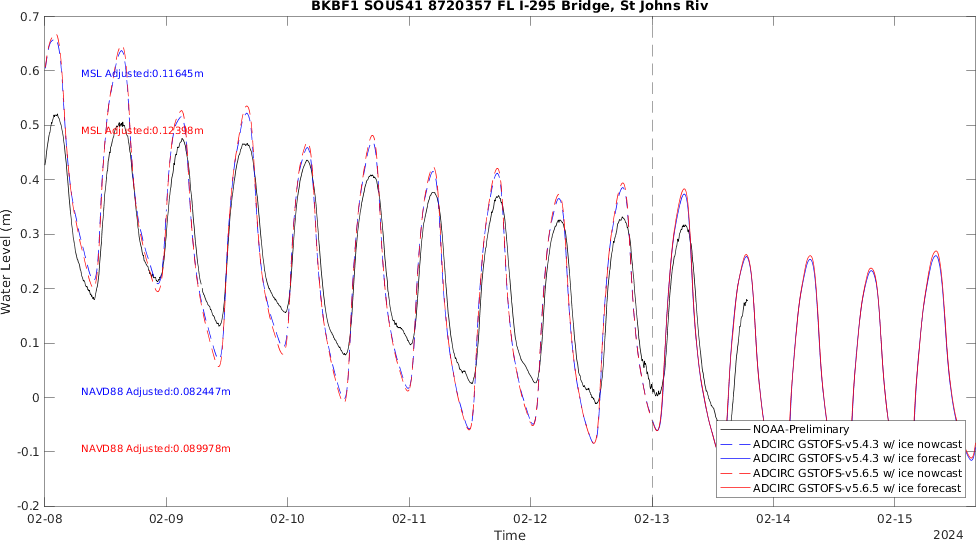 BKBF1 SOUS41 8720357 FL I-295 Bridge, St Johns Riv
0.7
0.6
0.5
0.4
0.3
0.2
0.1
0
-0.1
-0.2
Water Level (m)
MSL Adjusted:0.11645m
MSL Adjusted:0.12398m
NAVD88 Adjusted:0.082447m
NAVD88 Adjusted:0.089978m
NOAA-Preliminary
ADCIRC GSTOFS-v5.4.3 w/ ice nowcast
ADCIRC GSTOFS-v5.4.3 w/ ice forecast
ADCIRC GSTOFS-v5.6.5 w/ ice nowcast
ADCIRC GSTOFS-v5.6.5 w/ ice forecast
02-08 02-09 02-10 02-11 02-12 02-13 02-14 02-15
Time
2024